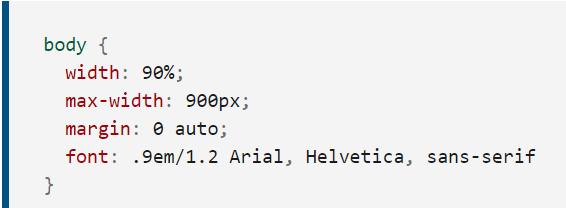 body {
  width: 90%;
  max-width: 900px;
  margin: 0 auto;
  font: .9em/1.2 Arial, Helvetica, sans-serif
}